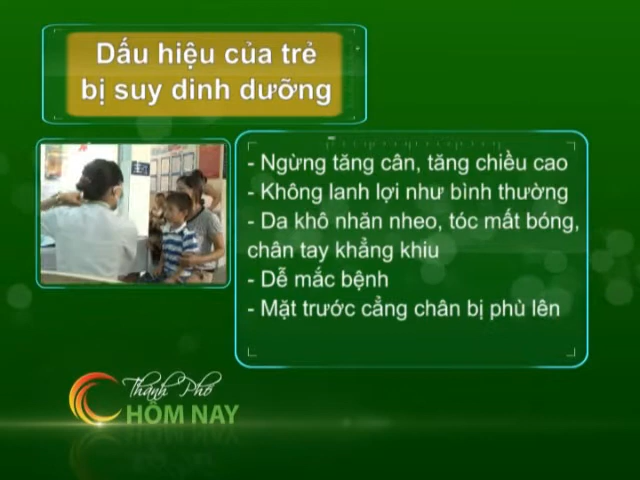 Dấu hiệu của trẻ
bị suy dinh dưỡng
- Ngừng tăng cân, tăng chiều cao
- Không lanh lợi như bình thường
- Da khô nhăn nheo, tóc mất bóng,
chân tay khẳng khiu
- Dễ mắc bệnh
- Mặt trước cẳng chân bị phù lên
Thành Phố
HÔM NAY